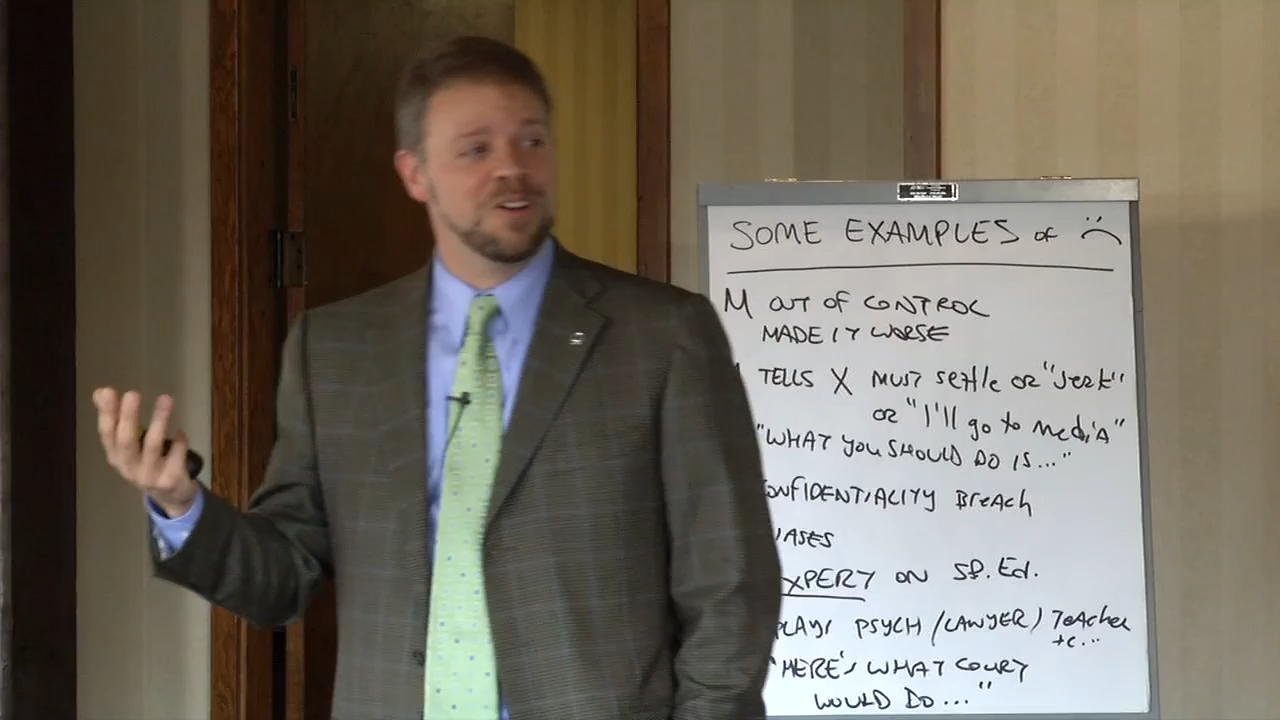 SOME EXAMPLES of
M OUT OF CONTROL
MADE IT WORSE
TELLS X MUST settle or "Jerk"
or "I'll go to media"
"WHAT YOU SHOULD DO IS..."
ONFIDENTIALITY Breach
IASES
XPERT ON SP. Ed.
PLAYS PSYCH / LAWYER / Teacher
etc...
"HERE'S WHAT COURT
WOULD DO..."